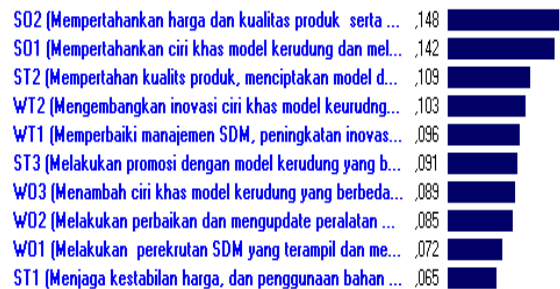 SO2 (Mempertahankan harga dan kualitas produk serta ... ,148
SO1 (Mempertahankan ciri khas model kerudung dan mel... ,142
ST2 (Mempertahan kualits produk, menciptakan model d... ,109
WT2 (Mengembangkan inovasi ciri khas model keurudng... ,103
WT1 (Memperbaiki manajemen SDM, peningkatan inovas... ,096
ST3 (Melakukan promosi dengan model kerudung yang b... ,091
WO3 (Menambah ciri khas model kerudung yang berbeda... ,089
WO2 (Melakukan perbaikan dan mengupdate peralatan ... ,085
WO1 (Melakukan perekrutan SDM yang terampil dan me... ,072
ST1 (Menjaga kestabilan harga, dan penggunaan bahan ... ,065